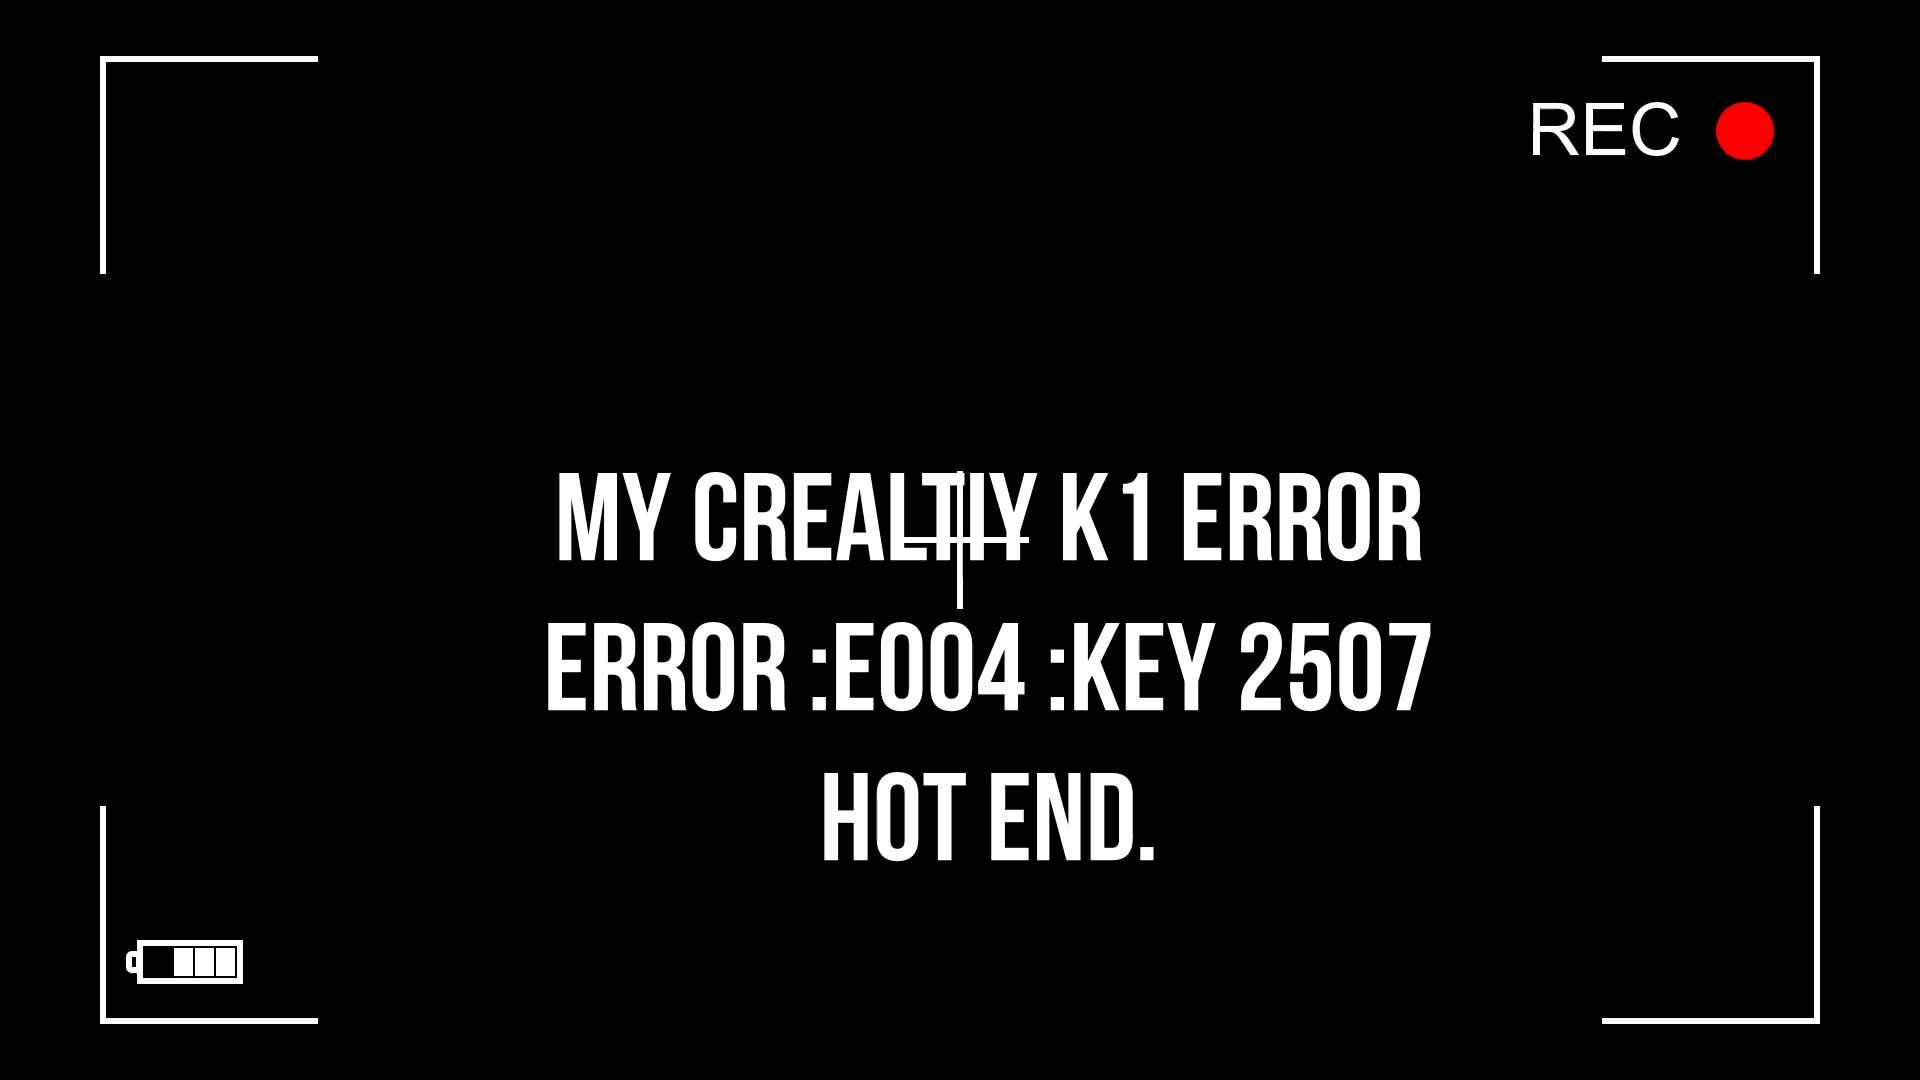 REC
MY CREALTIY K1 ERROR
ERROR :E004 :KEY 2507
HOT END.